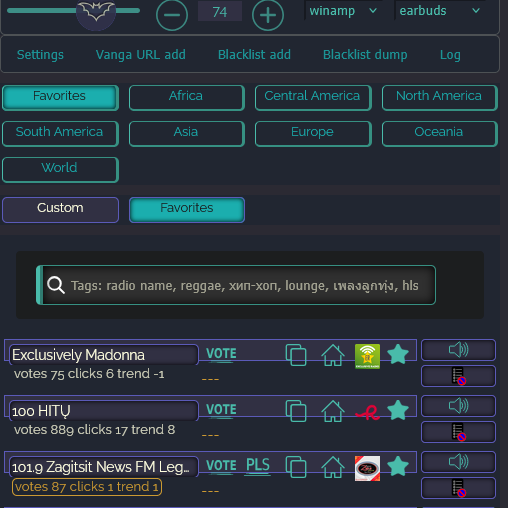 74 winamp earbuds
Settings Vanga URL add Blacklist add Blacklist dump Log
Favorites Africa Central America North America
South America Asia Europe Oceania
World
Custom Favorites
Tags: radio name, reggae, хип-хоп, lounge, เพลงลูกทุ่ง, hls
Exclusively Madonna VOTE
votes 75 clicks 6 trend -1 ---
100 HITŲ VOTE
votes 889 clicks 17 trend 8 ---
101.9 Zagitsit News FM Leg... VOTE PLS
votes 87 clicks 1 trend 1 ---